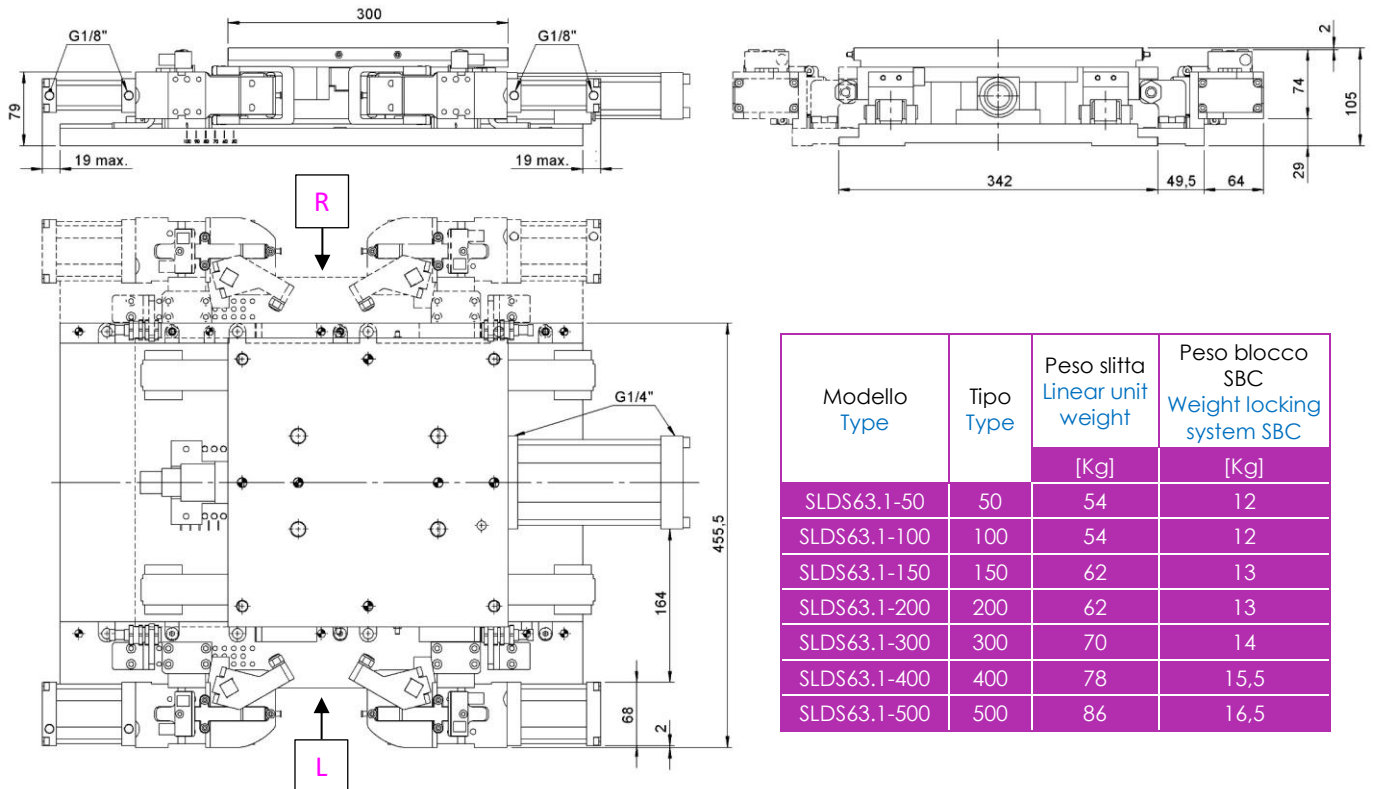 300
G1/8"
G1/8"
79
19 max.
19 max.
2
74
105
29
342
49,5
64
R
G1/4"
455,5
164
68
2
L
Modello
Type
Tipo
Type
Peso slitta
Linear unit
weight
Peso blocco
SBC
Weight locking
system SBC
[Kg]
[Kg]
SLDS63.1-50 50 54 12
SLDS63.1-100 100 54 12
SLDS63.1-150 150 62 13
SLDS63.1-200 200 62 13
SLDS63.1-300 300 70 14
SLDS63.1-400 400 78 15,5
SLDS63.1-500 500 86 16,5